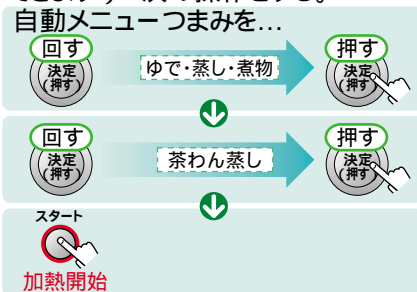 自動メニューつまみを…
回す
決定
(押す)
ゆで・蒸し・煮物
押す
決定
(押す)
回す
決定
(押す)
茶わん蒸し
押す
決定
(押す)
スタート
加熱開始